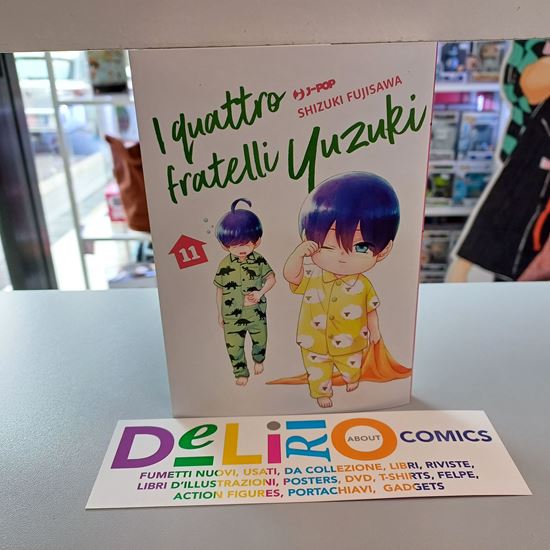 J-POP
SHIZUKI FUJISAWA
I quattro
fratelli Yuzuki
11
DeLiRIO ABOUT COMICS
FUMETTI NUOVI, USATI, DA COLLEZIONE, LIBRI, RIVISTE,
LIBRI D'ILLUSTRAZIONI, POSTERS, DVD, T-SHIRTS, FELPE,
ACTION FIGURES, PORTACHIAVI, GADGETS